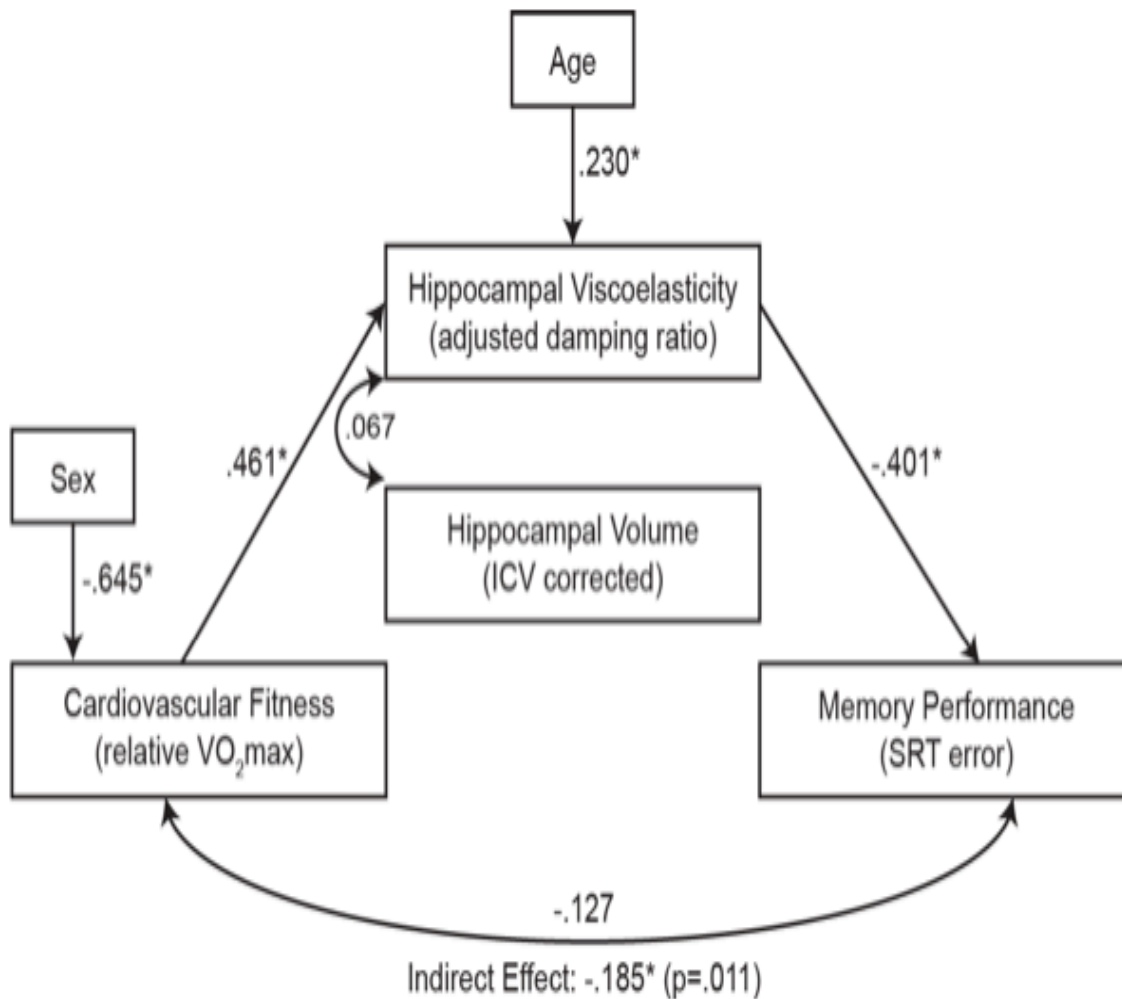 Age
.230*
Hippocampal Viscoelasticity
(adjusted damping ratio)
.067
.461*
-.401*
Sex
Hippocampal Volume
(ICV corrected)
-.645*
Cardiovascular Fitness
(relative VO₂max)
Memory Performance
(SRT error)
-.127
Indirect Effect: -.185* (p=.011)